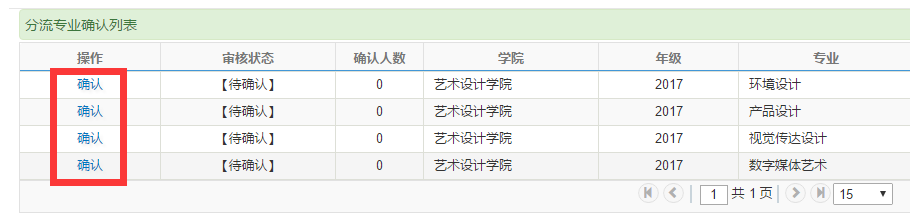 分流专业确认列表
操作 审核状态 确认人数 学院 年级 专业
确认 【待确认】 0 艺术设计学院 2017 环境设计
确认 【待确认】 0 艺术设计学院 2017 产品设计
确认 【待确认】 0 艺术设计学院 2017 视觉传达设计
确认 【待确认】 0 艺术设计学院 2017 数字媒体艺术
1 共 1 页 15